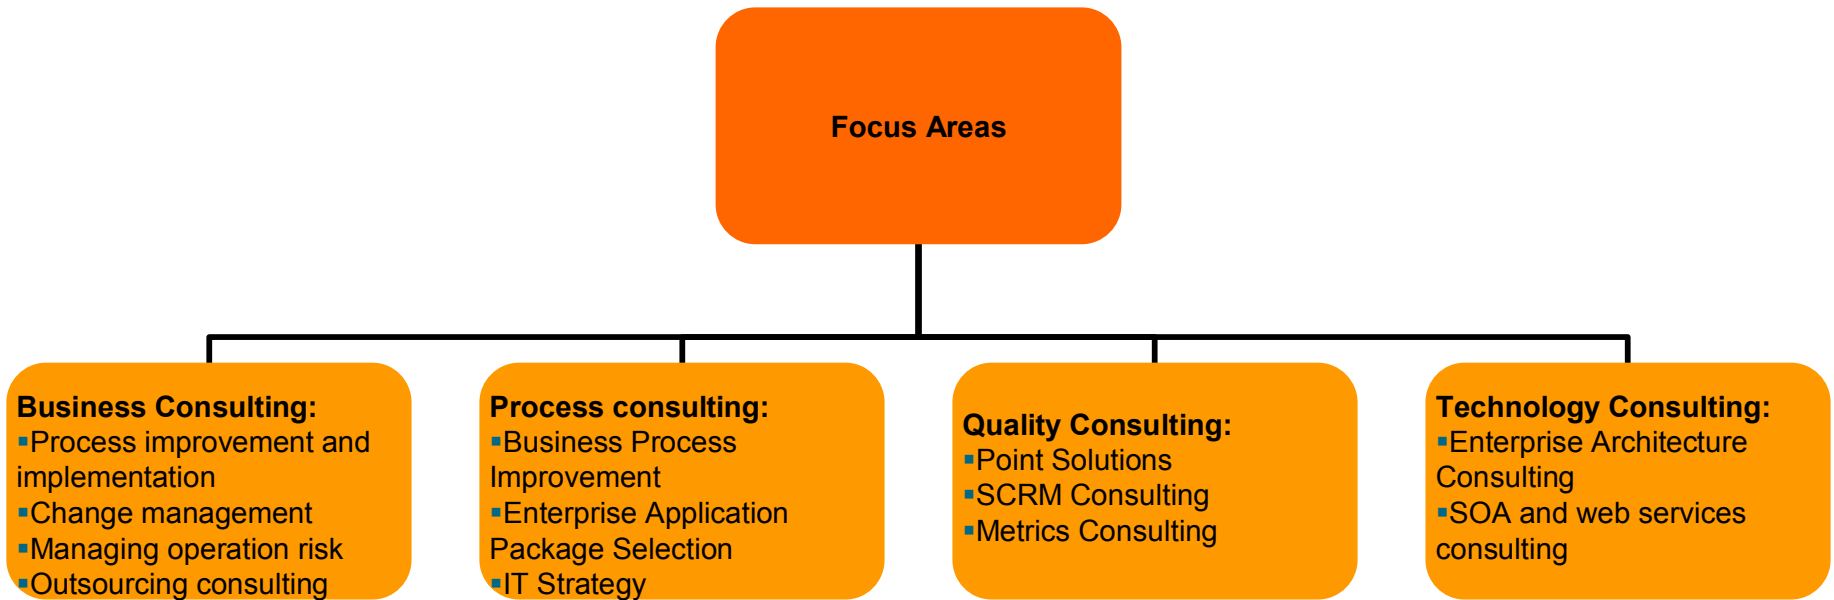 Focus Areas
Business Consulting:
▪Process improvement and
implementation
▪Change management
▪Managing operation risk
▪Outsourcing consulting
Process consulting:
▪Business Process
Improvement
▪Enterprise Application
Package Selection
▪IT Strategy
Quality Consulting:
▪Point Solutions
▪SCRM Consulting
▪Metrics Consulting
Technology Consulting:
▪Enterprise Architecture
Consulting
▪SOA and web services
consulting